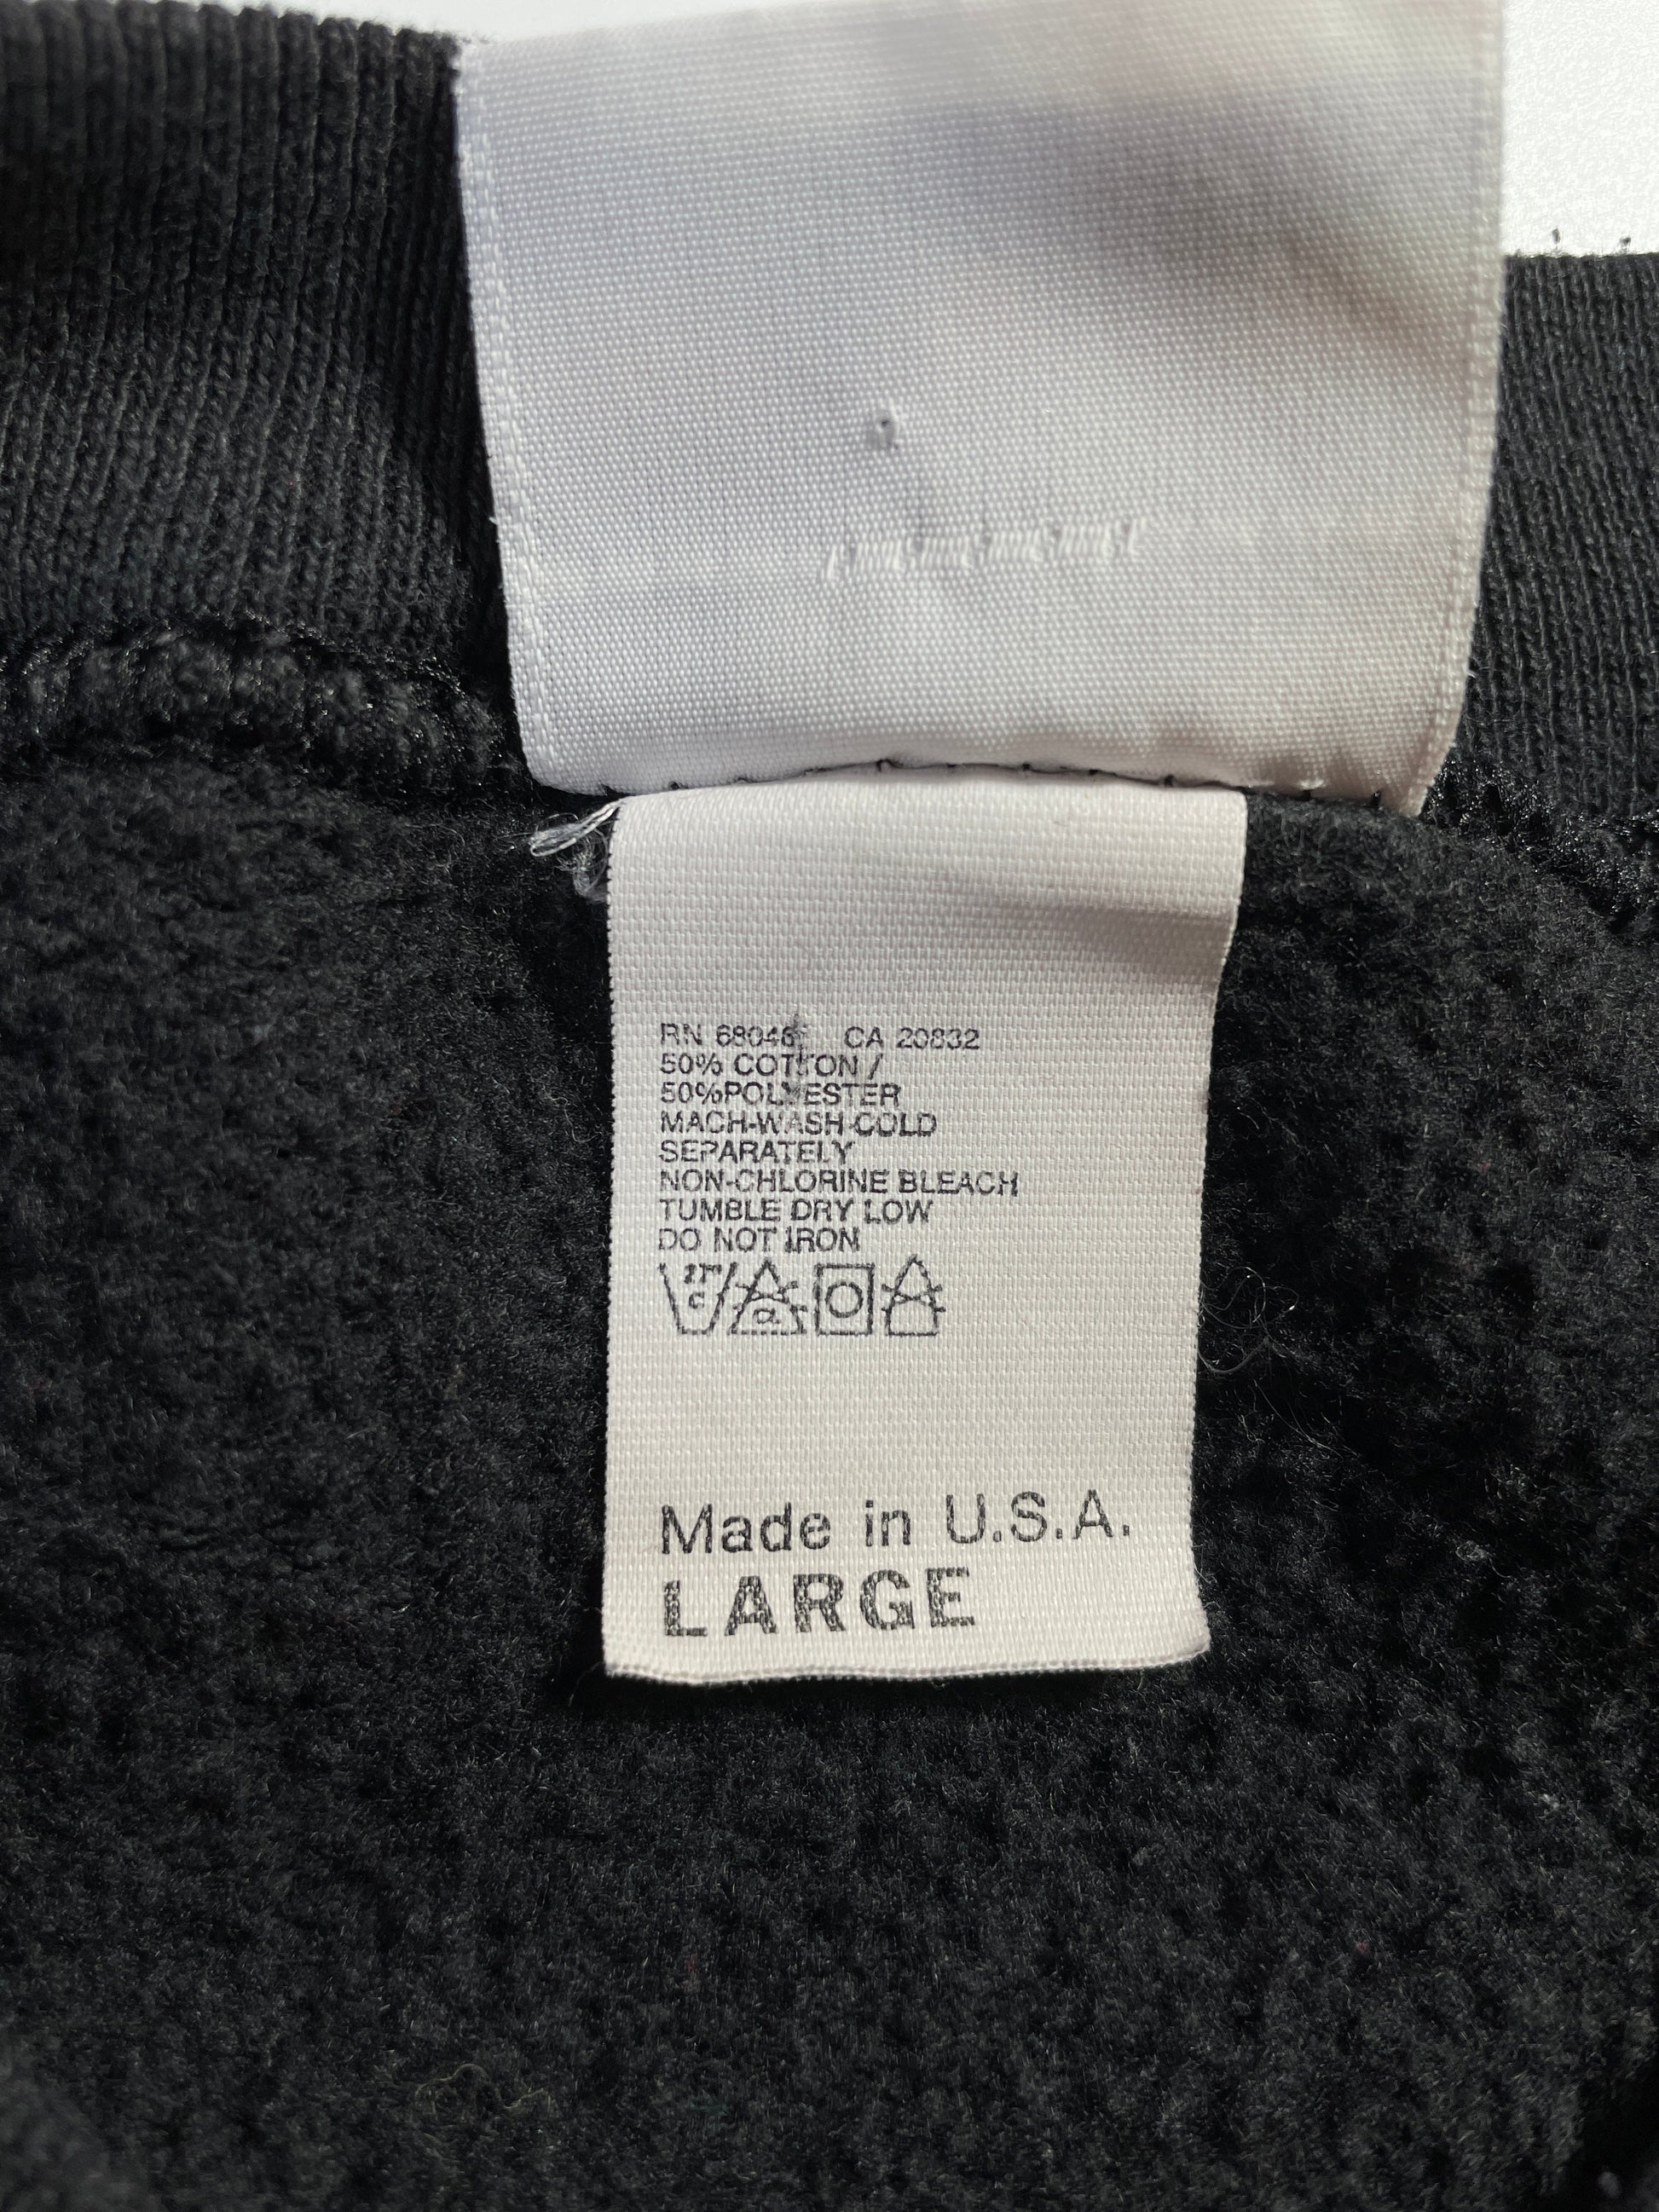 RN 68046 CA 20832
50% COTTON /
50%POLYESTER
MACH-WASH-COLD
SEPARATELY
NON-CHLORINE BLEACH
TUMBLE DRY LOW
DO NOT IRON
Made in U.S.A.
LARGE